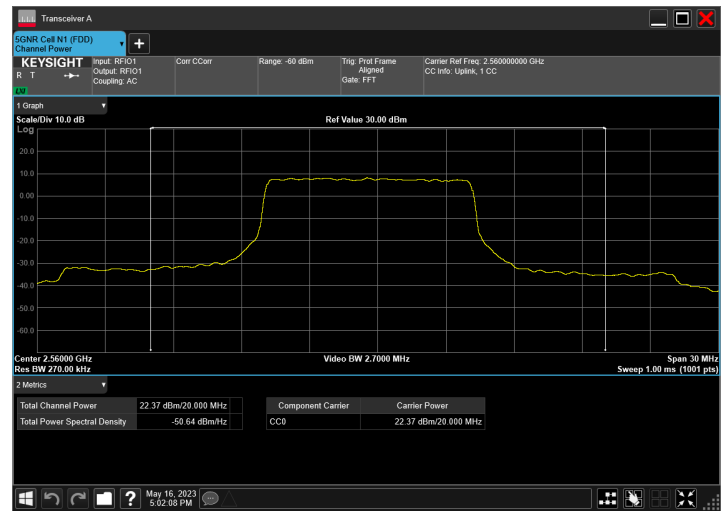 Transceiver A
5GNR Cell N1 (FDD)
Channel Power
KEYSIGHT
R T
LXI
Input: RFIO1
Output: RFIO1
Coupling: AC
Corr CCorr
Range: -60 dBm
Trig: Prot Frame
Aligned
Gate: FFT
Carrier Ref Freq: 2.560000000 GHz
CC Info: Uplink, 1 CC
1 Graph
Scale/Div 10.0 dB
Ref Value 30.00 dBm
Log
20.0
10.0
0.00
-10.0
-20.0
-30.0
-40.0
-50.0
-60.0
Center 2.56000 GHz
Video BW 2.7000 MHz
Span 30 MHz
Res BW 270.00 kHz
Sweep 1.00 ms (1001 pts)
2 Metrics
Total Channel Power 22.37 dBm/20.000 MHz
Total Power Spectral Density -50.64 dBm/Hz
Component Carrier Carrier Power
CC0 22.37 dBm/20.000 MHz
May 16, 2023
5:02:08 PM